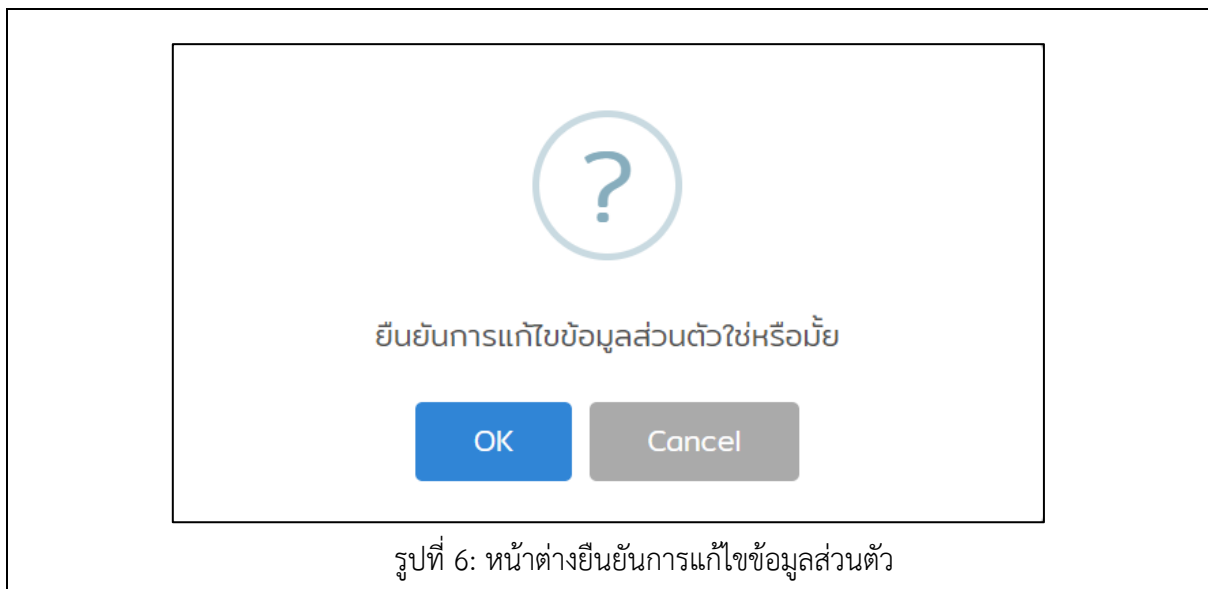 ?
ยืนยันการแก้ไขข้อมูลส่วนตัวใช่หรือมั้ย
OK Cancel
รูปที่ 6: หน้าต่างยืนยันการแก้ไขข้อมูลส่วนตัว